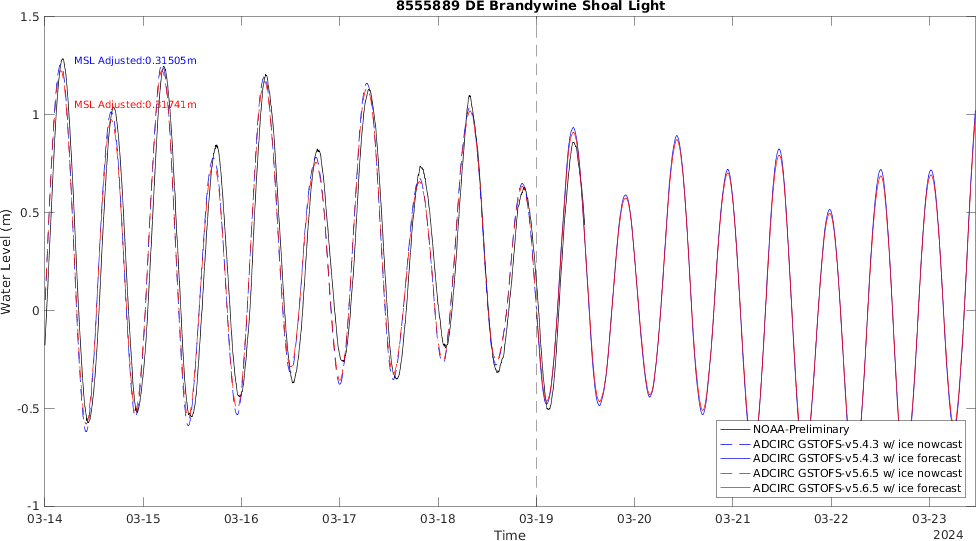 8555889 DE Brandywine Shoal Light
1.5
MSL Adjusted:0.31505m
MSL Adjusted:0.31741m
1
0.5
0
-0.5
-1
Water Level (m)
NOAA-Preliminary
ADCIRC GSTOFS-v5.4.3 w/ ice nowcast
ADCIRC GSTOFS-v5.4.3 w/ ice forecast
ADCIRC GSTOFS-v5.6.5 w/ ice nowcast
ADCIRC GSTOFS-v5.6.5 w/ ice forecast
03-14 03-15 03-16 03-17 03-18 03-19 03-20 03-21 03-22 03-23
Time
2024